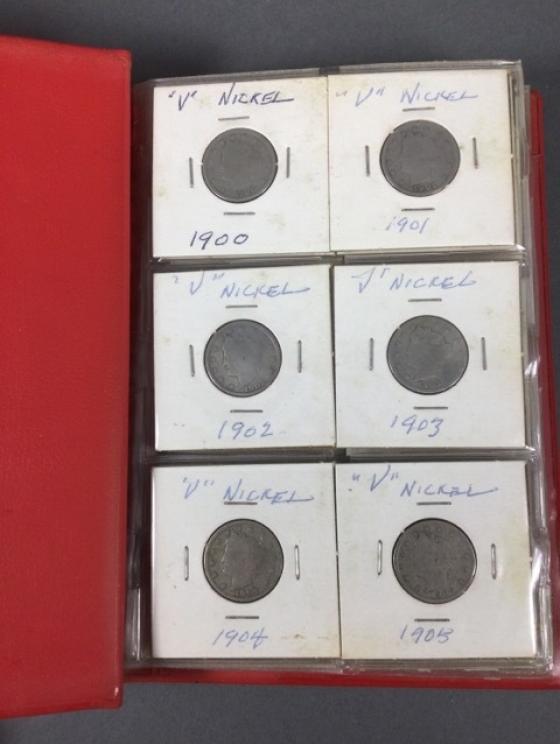 "V" NICKEL
1900
"V" NICKEL
1901
"V" NICKEL
1902
V" NICKEL
1903
"V" NICKEL
1904
"V" NICKEL
1905